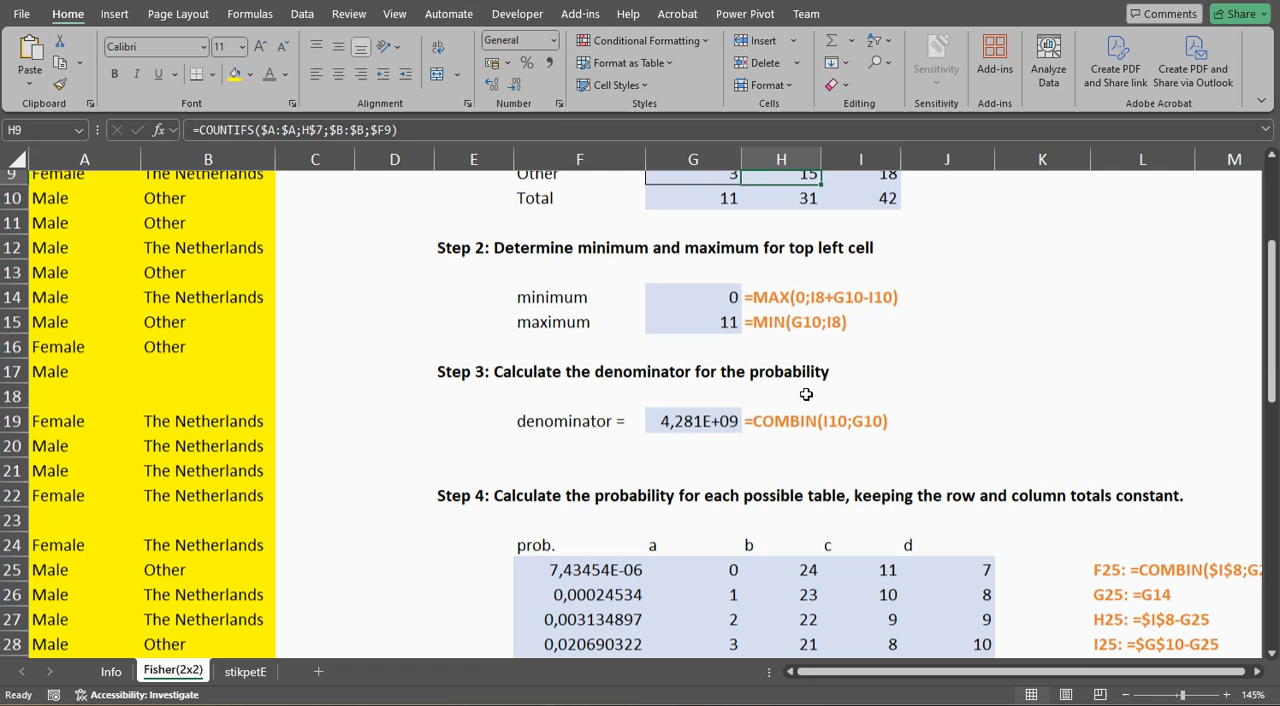 File Home Insert Page Layout Formulas Data Review View Automate Developer Add-ins Help Acrobat Power Pivot Team Comments Share
Calibri 11 General Conditional Formatting Insert
Paste Format as Table Delete Sensitivity Add-ins Analyze Data Create PDF and Share link Create PDF and Share via Outlook
B I U A Cell Styles Format
Clipboard Font Alignment Number Styles Cells Editing Sensitivity Add-ins Adobe Acrobat
H9 fx =COUNTIFS($A:$A;H$7;$B:$B;$F9)
A B C D E F G H I J K L M
9 Female The Netherlands Other 3 15 18
10 Male Other Total 11 31 42
11 Male Other
12 Male The Netherlands Step 2: Determine minimum and maximum for top left cell
13 Male Other
14 Male The Netherlands minimum 0 =MAX(0;I8+G10-I10)
15 Male Other maximum 11 =MIN(G10;I8)
16 Female Other
17 Male Step 3: Calculate the denominator for the probability
18
19 Female The Netherlands denominator = 4,281E+09 =COMBIN(I10;G10)
20 Male The Netherlands
21 Male The Netherlands
22 Female The Netherlands Step 4: Calculate the probability for each possible table, keeping the row and column totals constant.
23
24 Female The Netherlands prob. a b c d
25 Male Other 7,43454E-06 0 24 11 7 F25: =COMBIN($I$8;G2
26 Male The Netherlands 0,00024534 1 23 10 8 G25: =G14
27 Male The Netherlands 0,003134897 2 22 9 9 H25: =$I$8-G25
28 Male Other 0,020690322 3 21 8 10 I25: =$G$10-G25
Info Fisher(2x2) stikpetE
Ready Accessibility: Investigate 145%